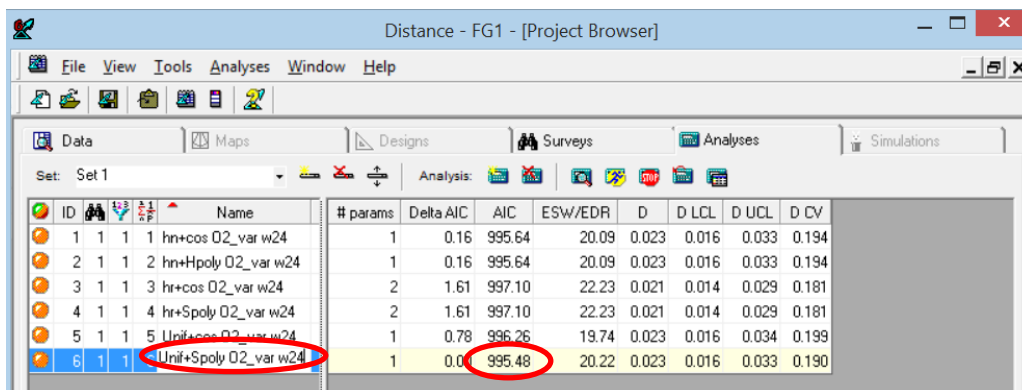 Distance - FG1 - [Project Browser]
File View Tools Analyses Window Help
Data Maps Designs Surveys Analyses Simulations
Set: Set 1 Analysis: STOP
ID Name # params Delta AIC AIC ESW/EDR D D LCL D UCL D CV
1 1 1 1 hn+cos O2_var w24 1 0.16 995.64 20.09 0.023 0.016 0.033 0.194
2 1 1 2 hn+Hpoly O2_var w24 1 0.16 995.64 20.09 0.023 0.016 0.033 0.194
3 1 1 3 hr+cos O2_var w24 2 1.61 997.10 22.23 0.021 0.014 0.029 0.181
4 1 1 4 hr+Spoly O2_var w24 2 1.61 997.10 22.23 0.021 0.014 0.029 0.181
5 1 1 5 Unif+cos O2_var w24 1 0.78 996.26 19.74 0.023 0.016 0.034 0.199
6 1 1 Unif+Spoly O2_var w24 1 995.48 20.22 0.023 0.016 0.033 0.190